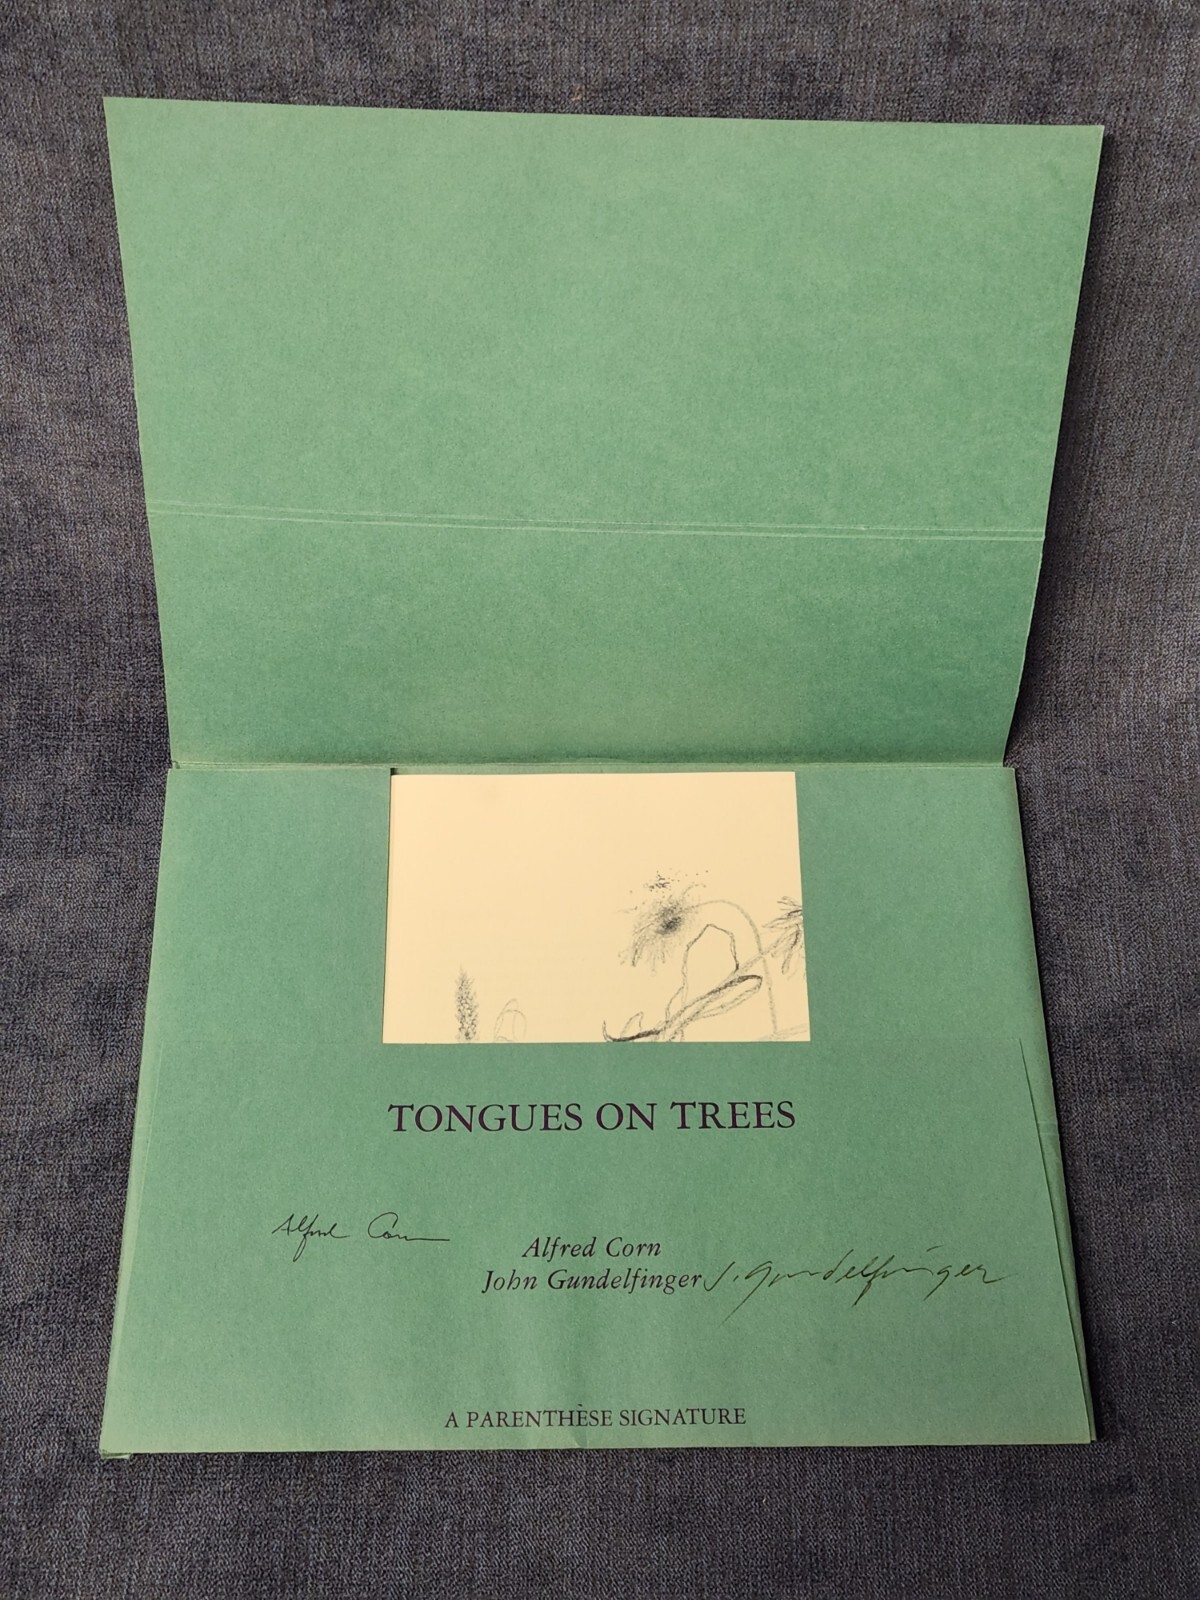 TONGUES ON TREES
Alfred Corn
Alfred Corn
John Gundelfinger J. Gundelfinger
A PARENTHÈSE SIGNATURE